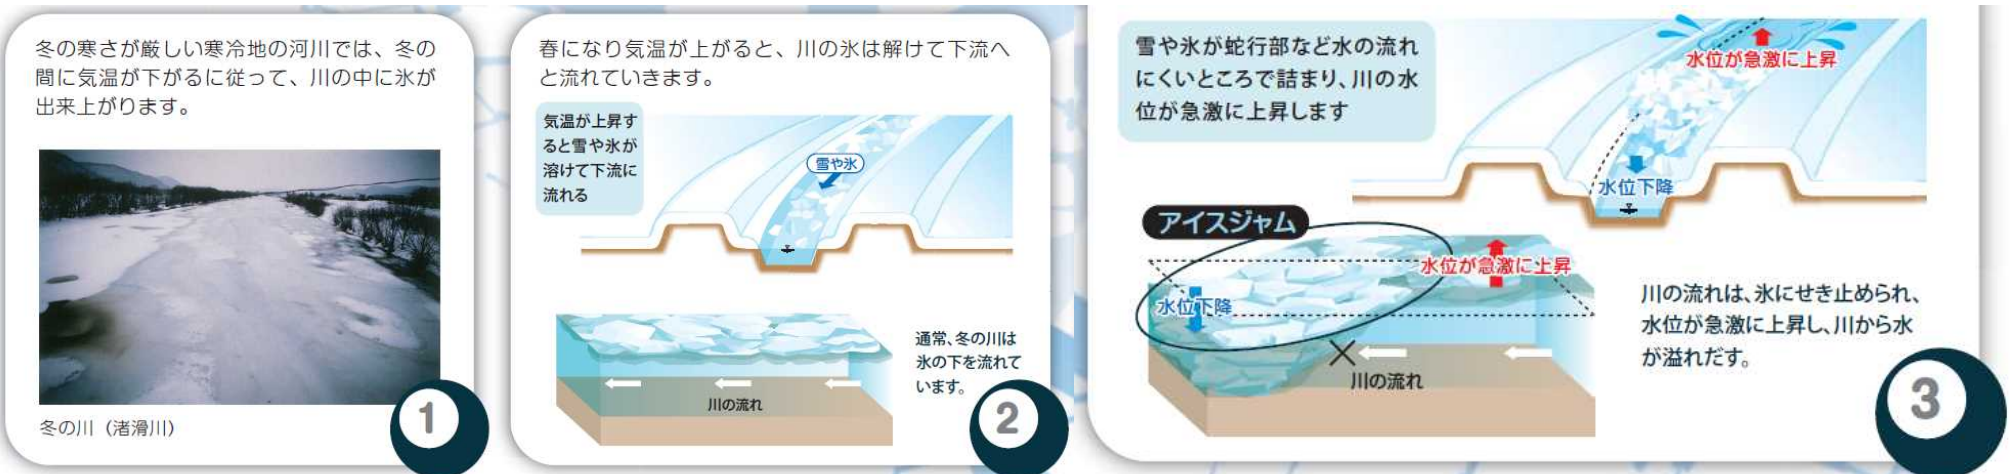 冬の寒さが厳しい寒冷地の河川では、冬の
間に気温が下がるに従って、川の中に氷が
出来上がります。
冬の川（渚滑川）
1
春になり気温が上がると、川の氷は解けて下流へ
と流れていきます。
気温が上昇す
ると雪や氷が
溶けて下流に
流れる
雪や氷
通常、冬の川は
氷の下を流れて
います。
川の流れ
2
雪や氷が蛇行部など水の流れ
にくいところで詰まり、川の水
位が急激に上昇します
水位が急激に上昇
水位下降
アイスジャム
水位が急激に上昇
水位下降
川の流れ
川の流れは、氷にせき止められ、
水位が急激に上昇し、川から水
が溢れだす。
3